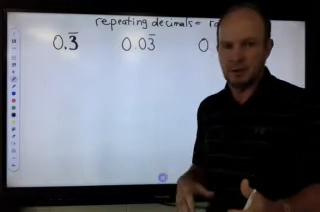 repeating decimals =
0.3̅ 0.03̅ 0.